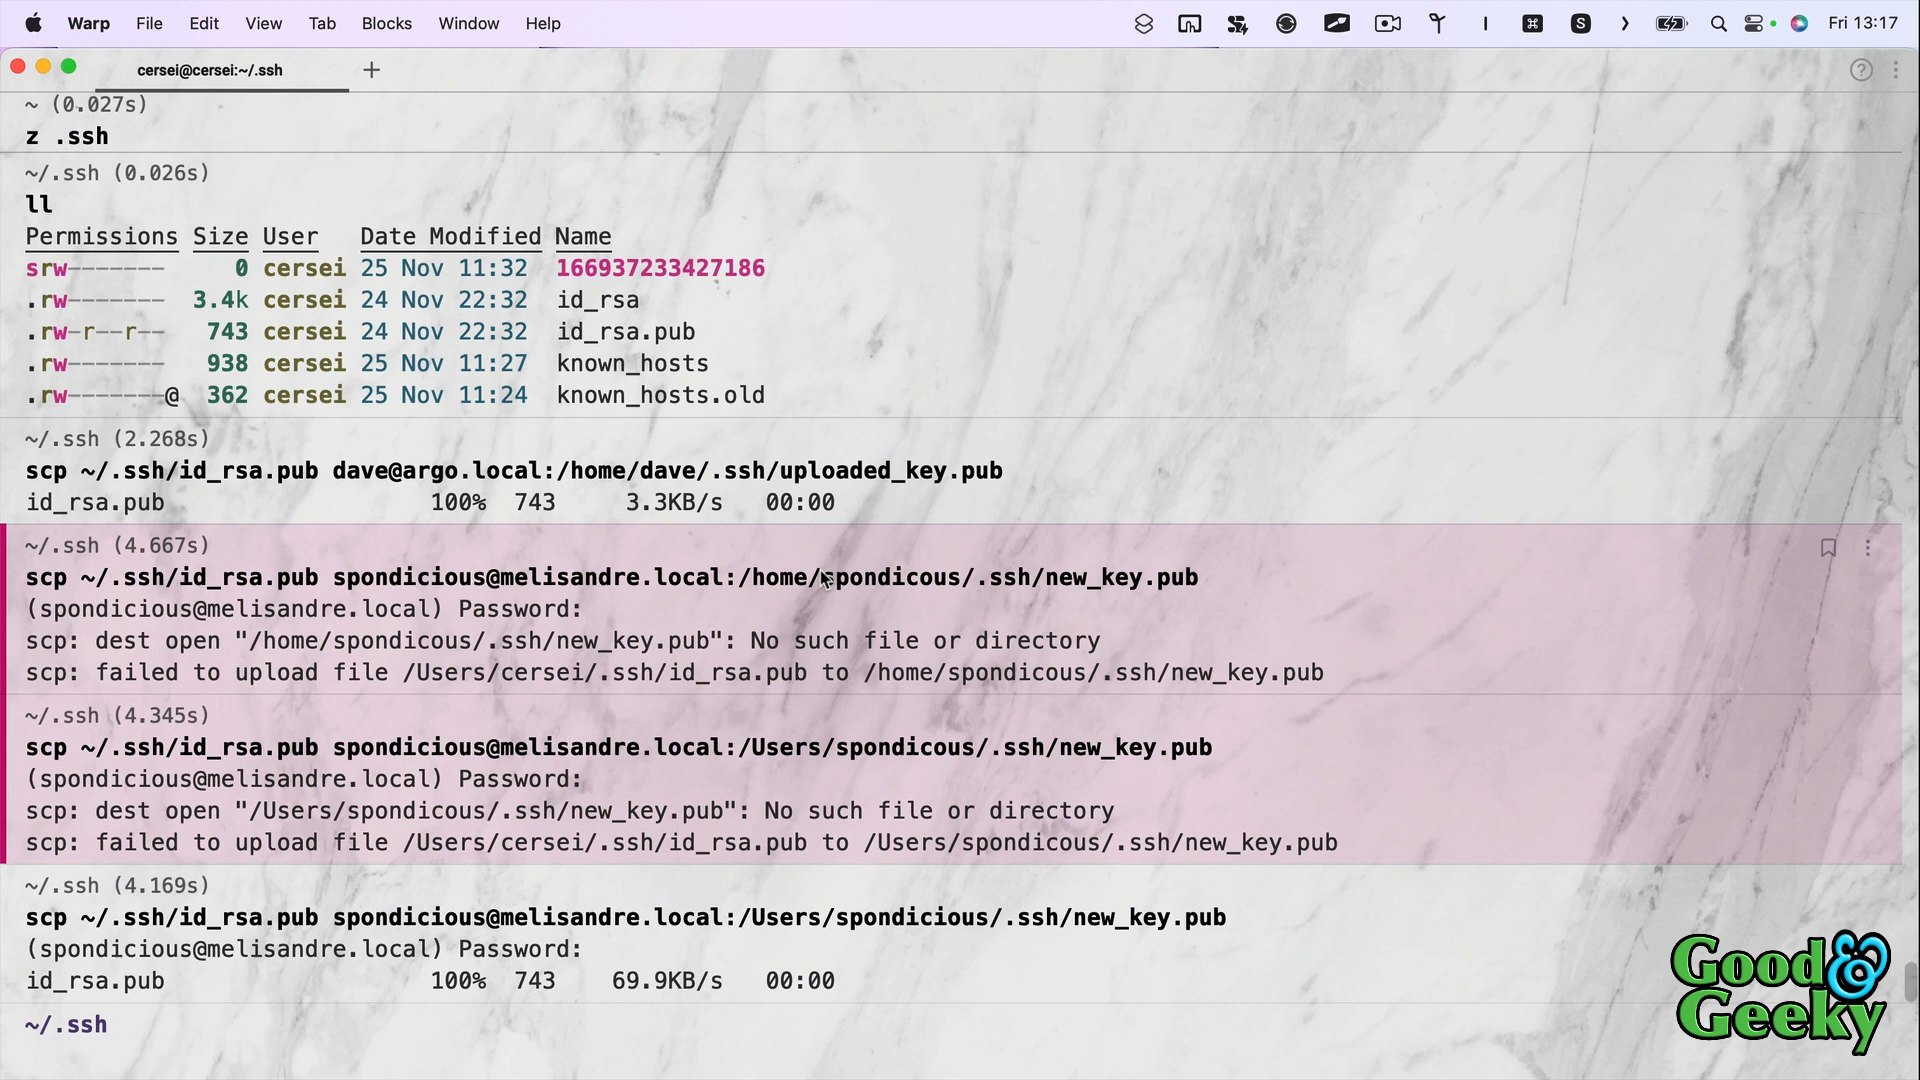 Warp File Edit View Tab Blocks Window Help Fri 13:17
cersei@cersei:~/.ssh
~ (0.027s)
z .ssh
~/.ssh (0.026s)
ll
Permissions Size User Date Modified Name
srw------- 0 cersei 25 Nov 11:32 166937233427186
.rw------- 3.4k cersei 24 Nov 22:32 id_rsa
.rw-r--r-- 743 cersei 24 Nov 22:32 id_rsa.pub
.rw------- 938 cersei 25 Nov 11:27 known_hosts
.rw-------@ 362 cersei 25 Nov 11:24 known_hosts.old
~/.ssh (2.268s)
scp ~/.ssh/id_rsa.pub dave@argo.local:/home/dave/.ssh/uploaded_key.pub
id_rsa.pub 100% 743 3.3KB/s 00:00
~/.ssh (4.667s)
scp ~/.ssh/id_rsa.pub spondicious@melisandre.local:/home/spondicous/.ssh/new_key.pub
(spondicious@melisandre.local) Password:
scp: dest open "/home/spondicous/.ssh/new_key.pub": No such file or directory
scp: failed to upload file /Users/cersei/.ssh/id_rsa.pub to /home/spondicous/.ssh/new_key.pub
~/.ssh (4.345s)
scp ~/.ssh/id_rsa.pub spondicious@melisandre.local:/Users/spondicous/.ssh/new_key.pub
(spondicious@melisandre.local) Password:
scp: dest open "/Users/spondicous/.ssh/new_key.pub": No such file or directory
scp: failed to upload file /Users/cersei/.ssh/id_rsa.pub to /Users/spondicous/.ssh/new_key.pub
~/.ssh (4.169s)
scp ~/.ssh/id_rsa.pub spondicious@melisandre.local:/Users/spondicious/.ssh/new_key.pub
(spondicious@melisandre.local) Password:
id_rsa.pub 100% 743 69.9KB/s 00:00
~/.ssh
Good &
Geeky